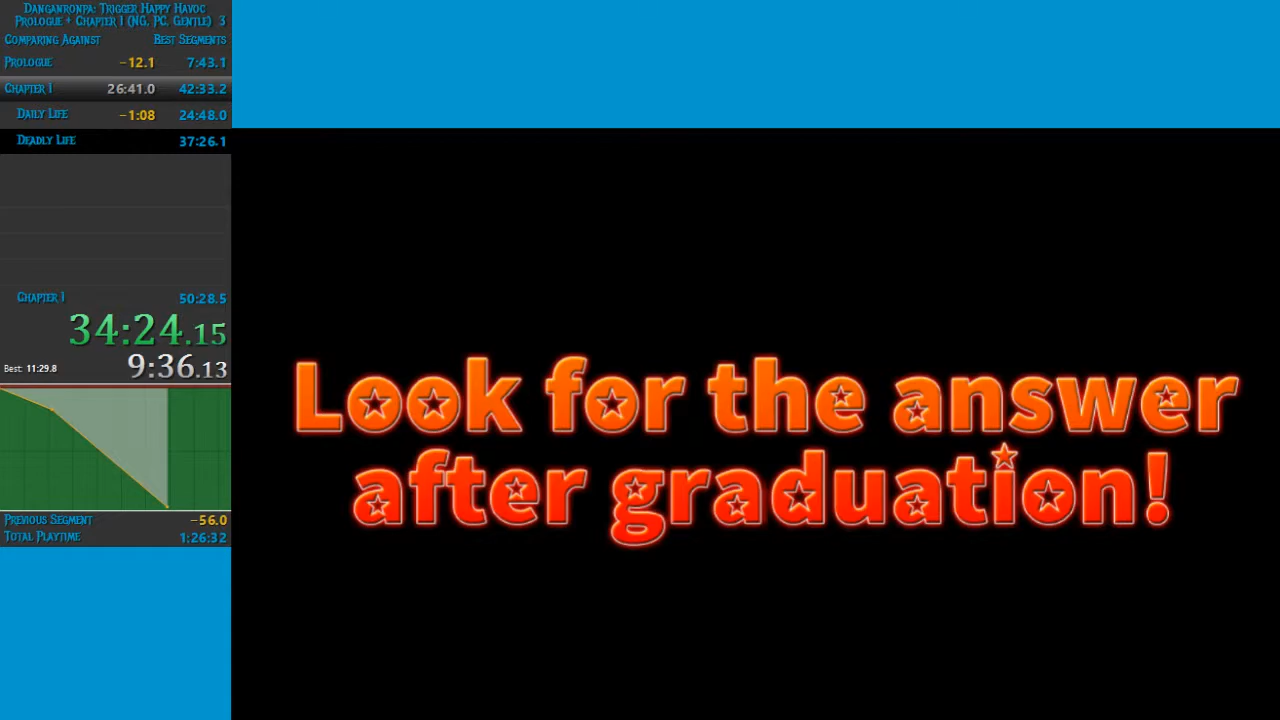 Danganronpa: Trigger Happy Havoc
Prologue + Chapter 1 (NG, PC, Gentle) 3
Comparing Against Best Segments
Prologue -12.1 7:43.1
Chapter 1 26:41.0 42:33.2
Daily Life -1:08 24:48.0
Deadly Life 37:26.1
Chapter 1 50:28.5
34:24.15
Best: 11:29.8 9:36.13
Previous Segment -56.0
Total Playtime 1:26:32
Look for the answer
after graduation!